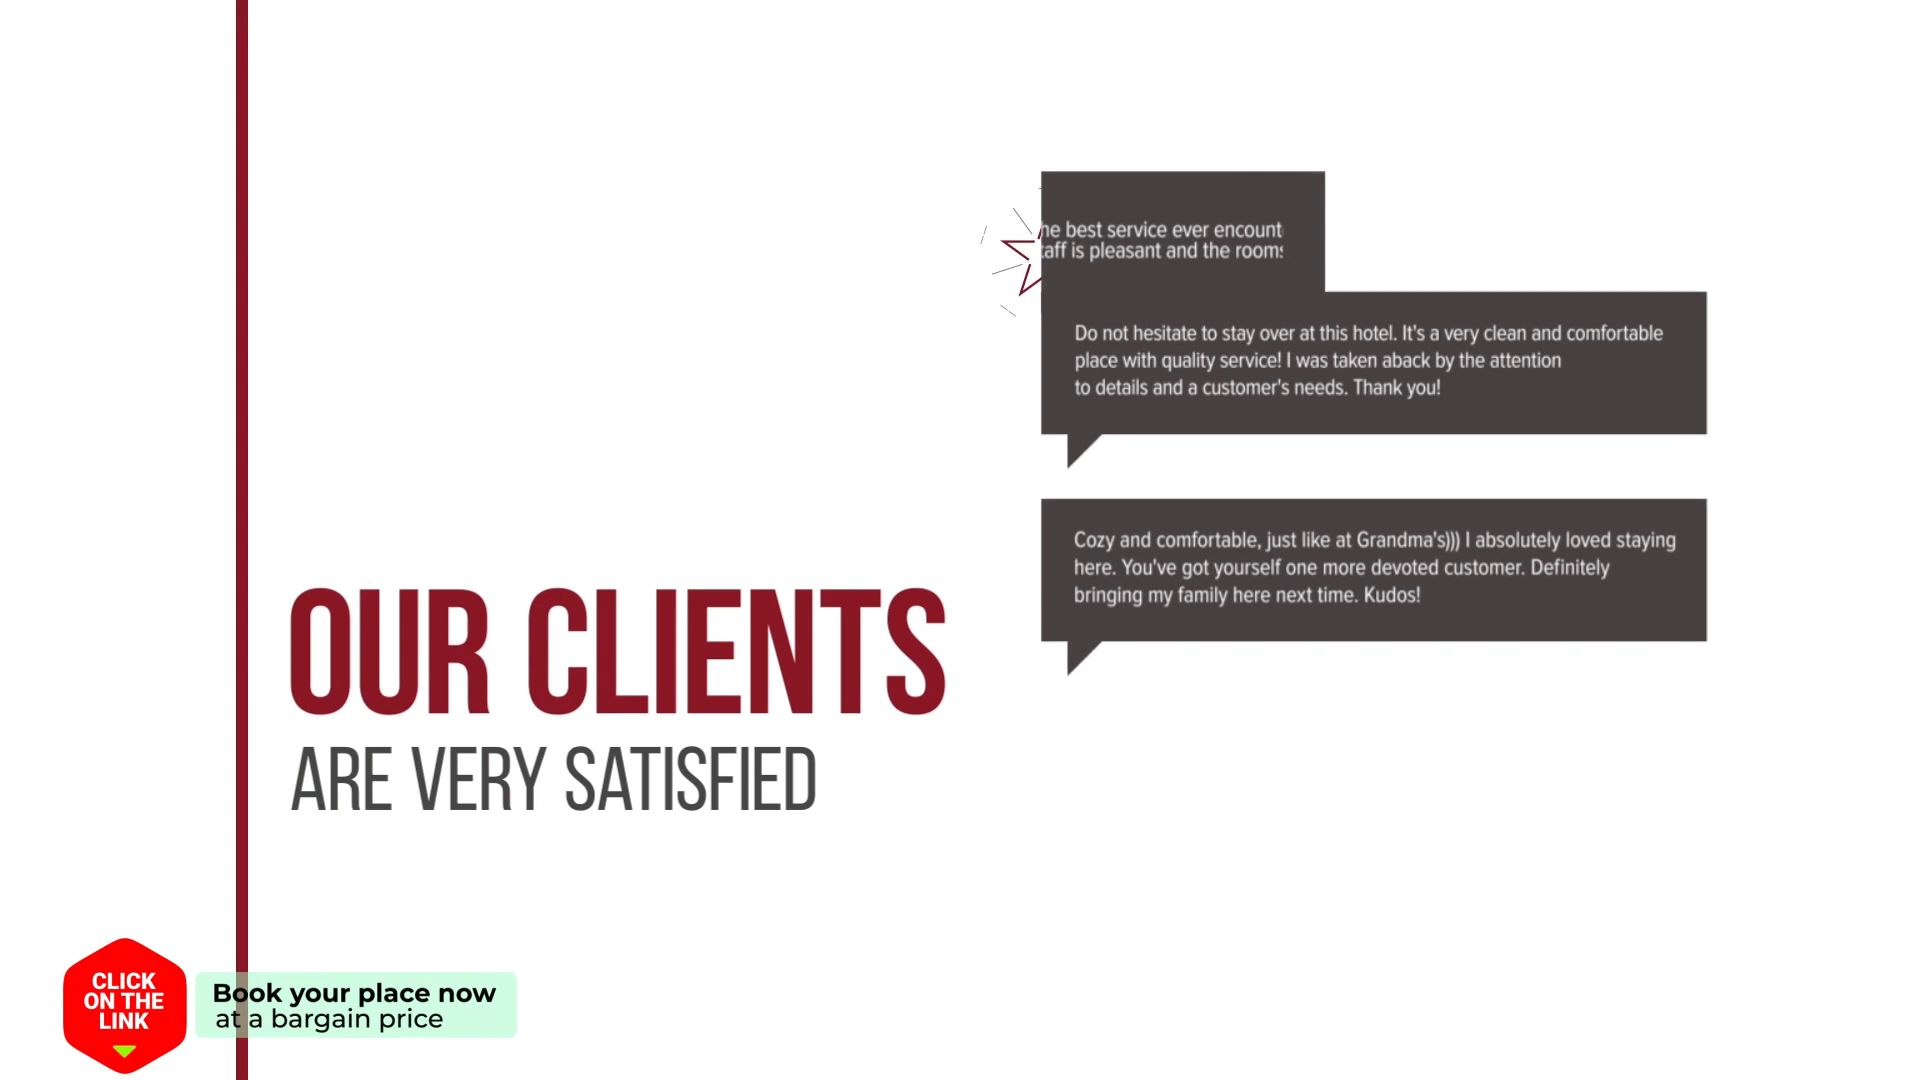 best service ever
is pleasant and the
Do not hesitate to stay over at this hotel. It's a very clean and comfortable
place with quality service! I was taken aback by the attention
to details and a customer's needs. Thank you!
Cozy and comfortable, just like at Grandma's))) I absolutely loved staying
here. You've got yourself one more devoted customer. Definitely
bringing my family here next time. Kudos!
OUR CLIENTS
ARE VERY SATISFIED
CLICK
ON THE
LINK
Book your place now
at a bargain price